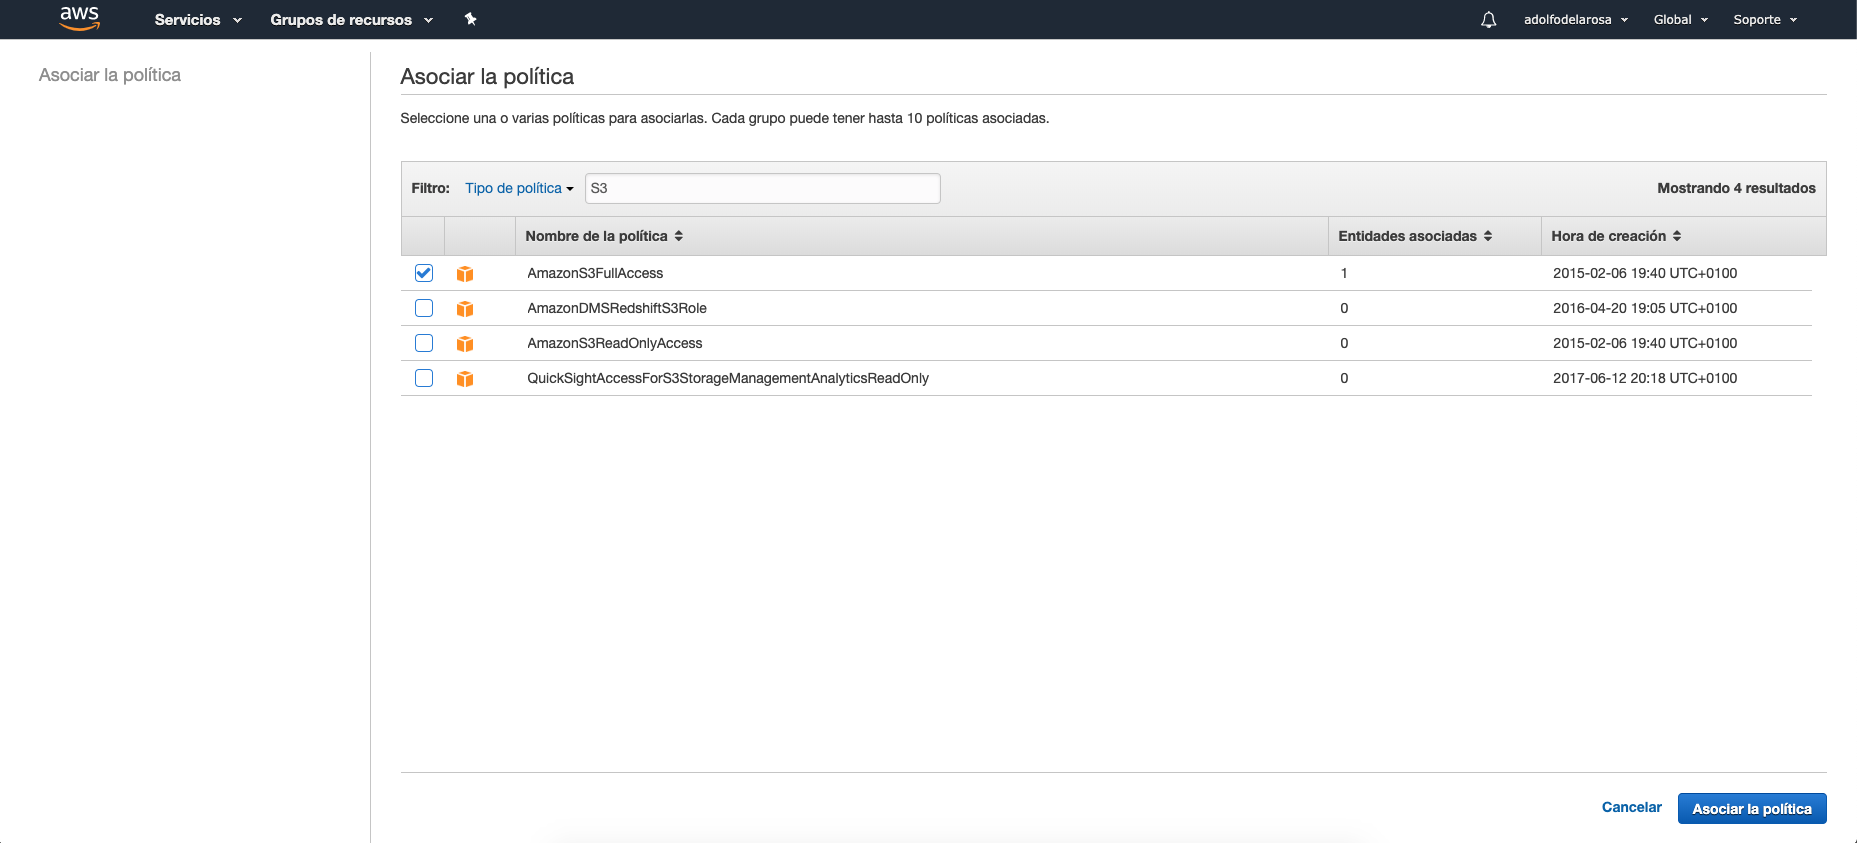 aws Servicios Grupos de recursos adolfodelarosa Global Soporte
Asociar la política
Asociar la política
Seleccione una o varias políticas para asociarlas. Cada grupo puede tener hasta 10 políticas asociadas.
Filtro: Tipo de política S3 Mostrando 4 resultados
Nombre de la política Entidades asociadas Hora de creación
AmazonS3FullAccess 1 2015-02-06 19:40 UTC+0100
AmazonDMSRedshiftS3Role 0 2016-04-20 19:05 UTC+0100
AmazonS3ReadOnlyAccess 0 2015-02-06 19:40 UTC+0100
QuickSightAccessForS3StorageManagementAnalyticsReadOnly 0 2017-06-12 20:18 UTC+0100
Cancelar Asociar la política